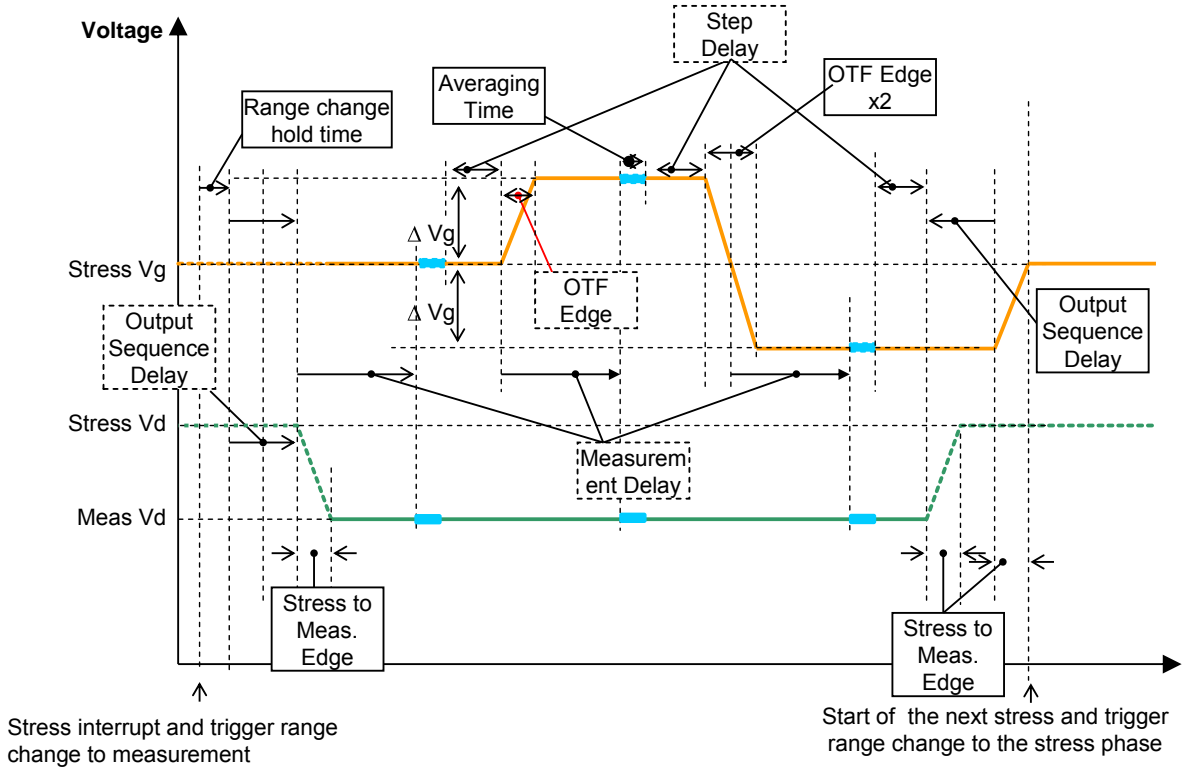 Voltage
Step
Delay
OTF Edge
x2
Averaging
Time
Range change
hold time
Δ Vg
Stress Vg
OTF
Edge
Δ Vg
Output
Sequence
Delay
Output
Sequence
Delay
Stress Vd
Measurem
ent Delay
Meas Vd
Stress to
Meas.
Edge
Stress to
Meas.
Edge
Stress interrupt and trigger range
change to measurement
Start of the next stress and trigger
range change to the stress phase